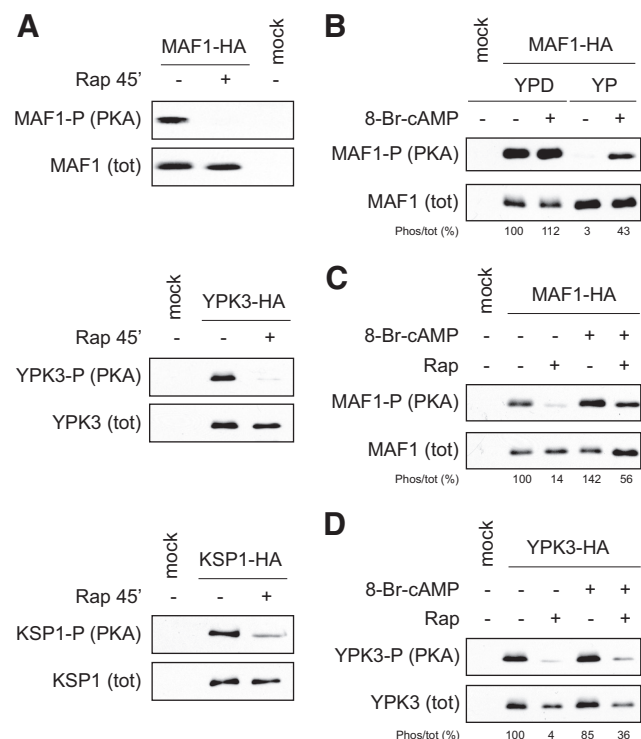 A
MAF1-HA
mock
Rap 45'
- + -
MAF1-P (PKA)
MAF1 (tot)
mock
YPK3-HA
Rap 45'
- - +
YPK3-P (PKA)
YPK3 (tot)
mock
KSP1-HA
Rap 45'
- - +
KSP1-P (PKA)
KSP1 (tot)
B
mock
MAF1-HA
YPD YP
8-Br-cAMP
- - + - +
MAF1-P (PKA)
MAF1 (tot)
Phos/tot (%) 100 112 3 43
C
mock
MAF1-HA
8-Br-cAMP - - - + +
Rap - - + - +
MAF1-P (PKA)
MAF1 (tot)
Phos/tot (%) 100 14 142 56
D
mock
YPK3-HA
8-Br-cAMP - - - + +
Rap - - + - +
YPK3-P (PKA)
YPK3 (tot)
Phos/tot (%) 100 4 85 36